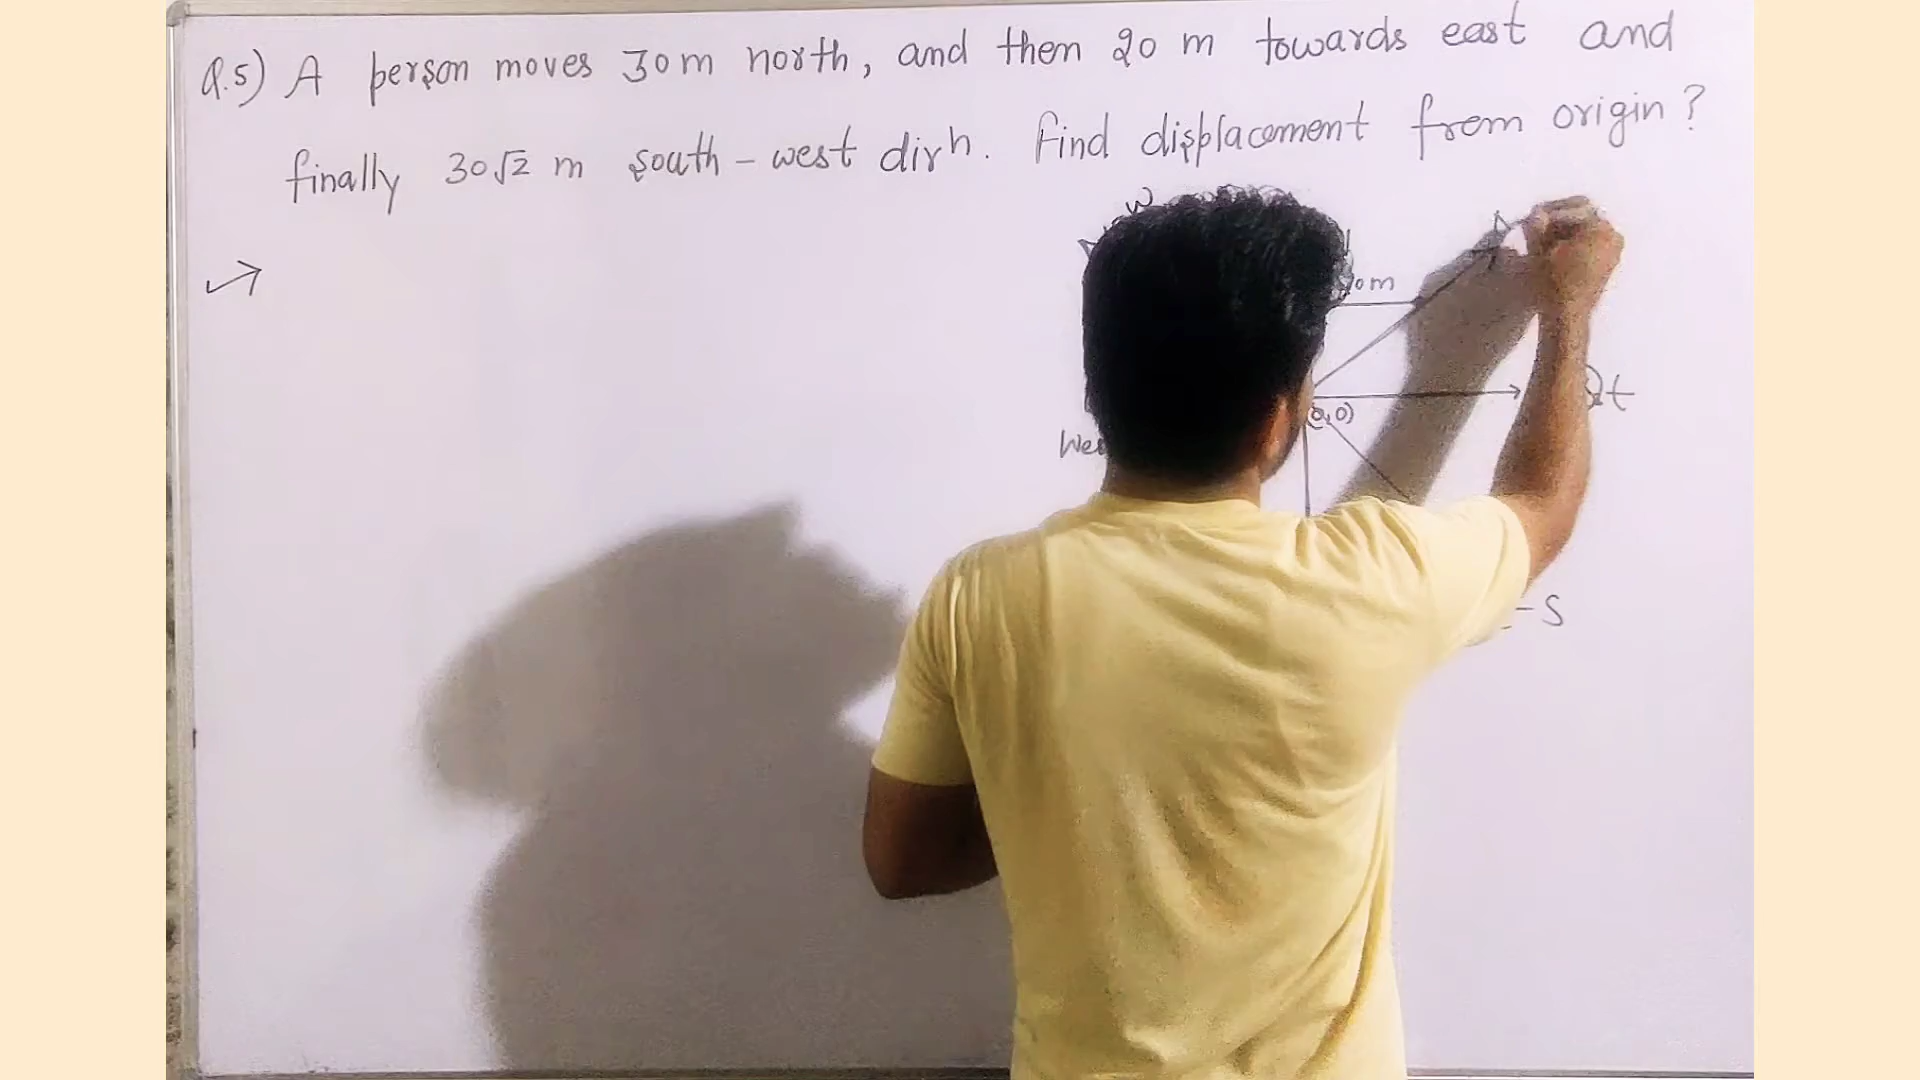 Q.5) A person moves 30 m north, and then 20 m towards east and
finally 30√2 m south-west dirn. Find displacement from origin?
W
N
0m
(0,0)
-S